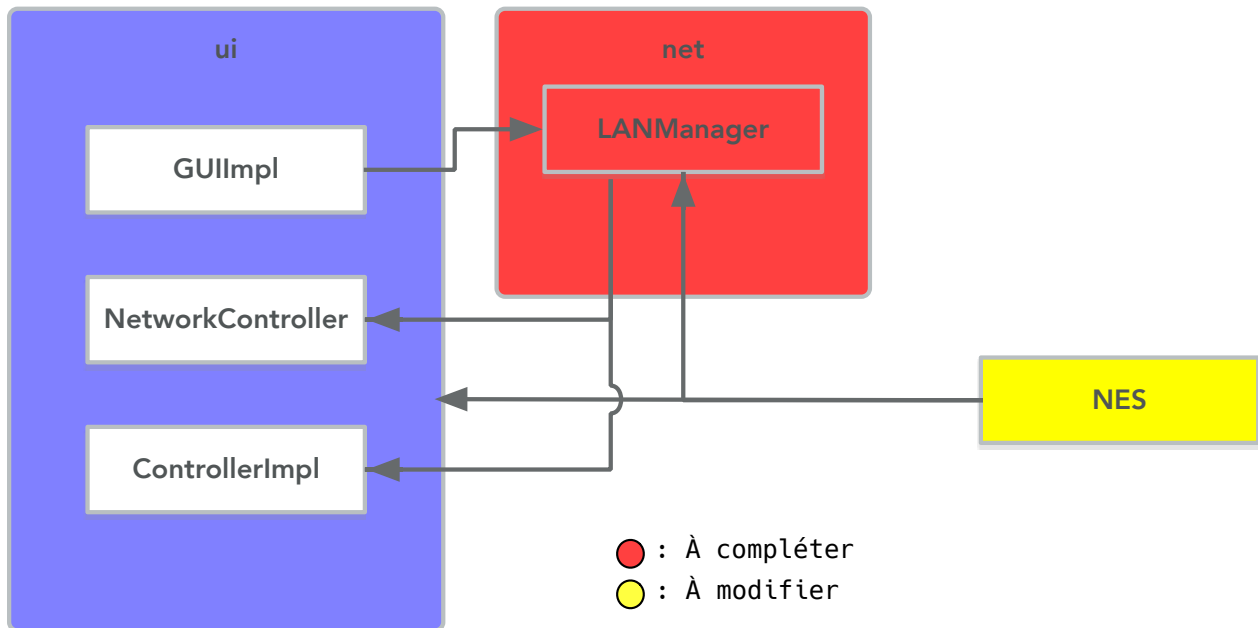 ui
net
LANManager
GUIImpl
NetworkController
NES
ControllerImpl
: À compléter
: À modifier